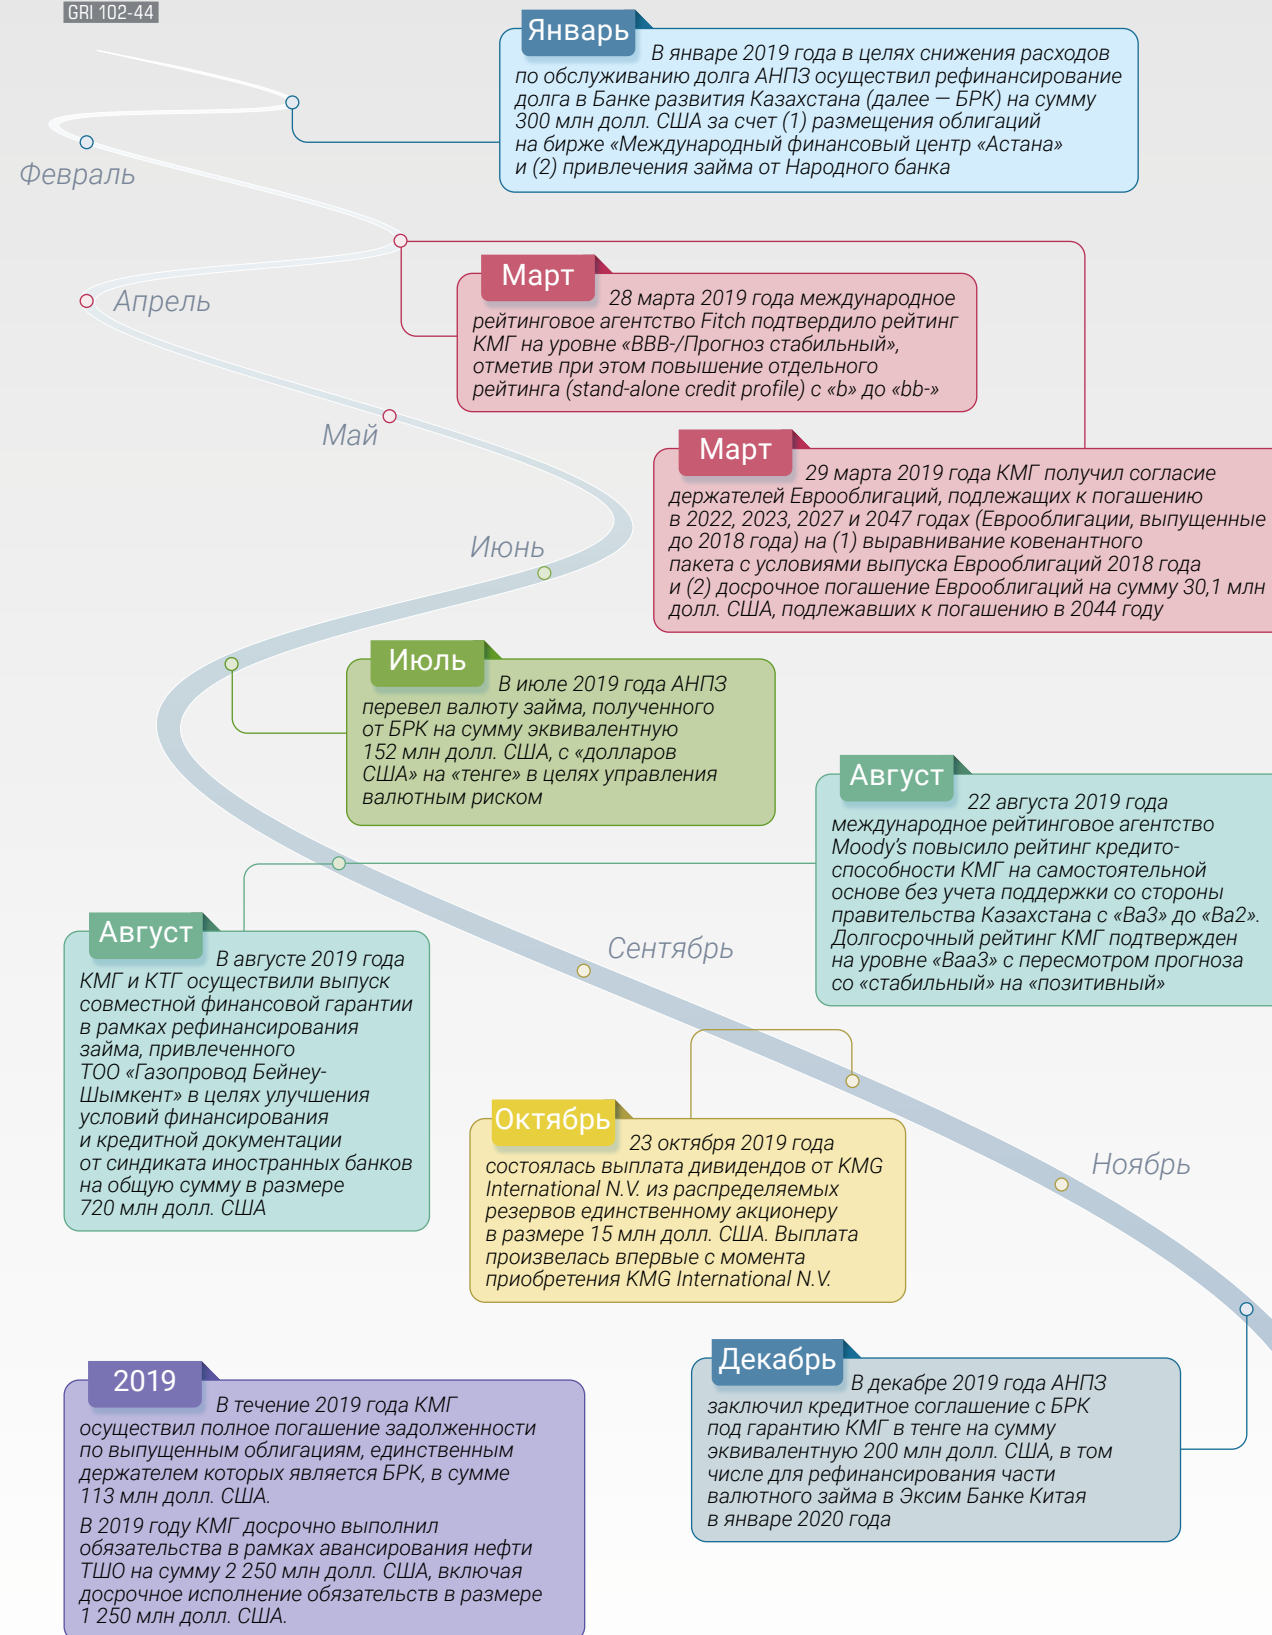 GRI 102-44
Январь
В январе 2019 года в целях снижения расходов
по обслуживанию долга АНПЗ осуществил рефинансирование
долга в Банке развития Казахстана (далее — БРК) на сумму
300 млн долл. США за счет (1) размещения облигаций
на бирже «Международный финансовый центр «Астана»
и (2) привлечения займа от Народного банка
Февраль
Март
28 марта 2019 года международное
рейтинговое агентство Fitch подтвердило рейтинг
КМГ на уровне «BBB-/Прогноз стабильный»,
отметив при этом повышение отдельного
рейтинга (stand-alone credit profile) с «b» до «bb-»
Апрель
Май
Март
29 марта 2019 года КМГ получил согласие
держателей Еврооблигаций, подлежащих к погашению
в 2022, 2023, 2027 и 2047 годах (Еврооблигации, выпущенные
до 2018 года) на (1) выравнивание ковенантного
пакета с условиями выпуска Еврооблигаций 2018 года
и (2) досрочное погашение Еврооблигаций на сумму 30,1 млн
долл. США, подлежавших к погашению в 2044 году
Июнь
Июль
В июле 2019 года АНПЗ
перевел валюту займа, полученного
от БРК на сумму эквивалентную
152 млн долл. США, с «долларов
США» на «тенге» в целях управления
валютным риском
Август
22 августа 2019 года
международное рейтинговое агентство
Moody's повысило рейтинг кредито-
способности КМГ на самостоятельной
основе без учета поддержки со стороны
правительства Казахстана с «Ba3» до «Ba2».
Долгосрочный рейтинг КМГ подтвержден
на уровне «Baa3» с пересмотром прогноза
со «стабильный» на «позитивный»
Август
В августе 2019 года
КМГ и КТГ осуществили выпуск
совместной финансовой гарантии
в рамках рефинансирования
займа, привлеченного
ТОО «Газопровод Бейнеу-
Шымкент» в целях улучшения
условий финансирования
и кредитной документации
от синдиката иностранных банков
на общую сумму в размере
720 млн долл. США
Сентябрь
Октябрь
23 октября 2019 года
состоялась выплата дивидендов от KMG
International N.V. из распределяемых
резервов единственному акционеру
в размере 15 млн долл. США. Выплата
произвелась впервые с момента
приобретения KMG International N.V.
Ноябрь
Декабрь
В декабре 2019 года АНПЗ
заключил кредитное соглашение с БРК
под гарантию КМГ в тенге на сумму
эквивалентную 200 млн долл. США, в том
числе для рефинансирования части
валютного займа в Эксим Банке Китая
в январе 2020 года
2019
В течение 2019 года КМГ
осуществил полное погашение задолженности
по выпущенным облигациям, единственным
держателем которых является БРК, в сумме
113 млн долл. США.
В 2019 году КМГ досрочно выполнил
обязательства в рамках авансирования нефти
ТШО на сумму 2 250 млн долл. США, включая
досрочное исполнение обязательств в размере
1 250 млн долл. США.